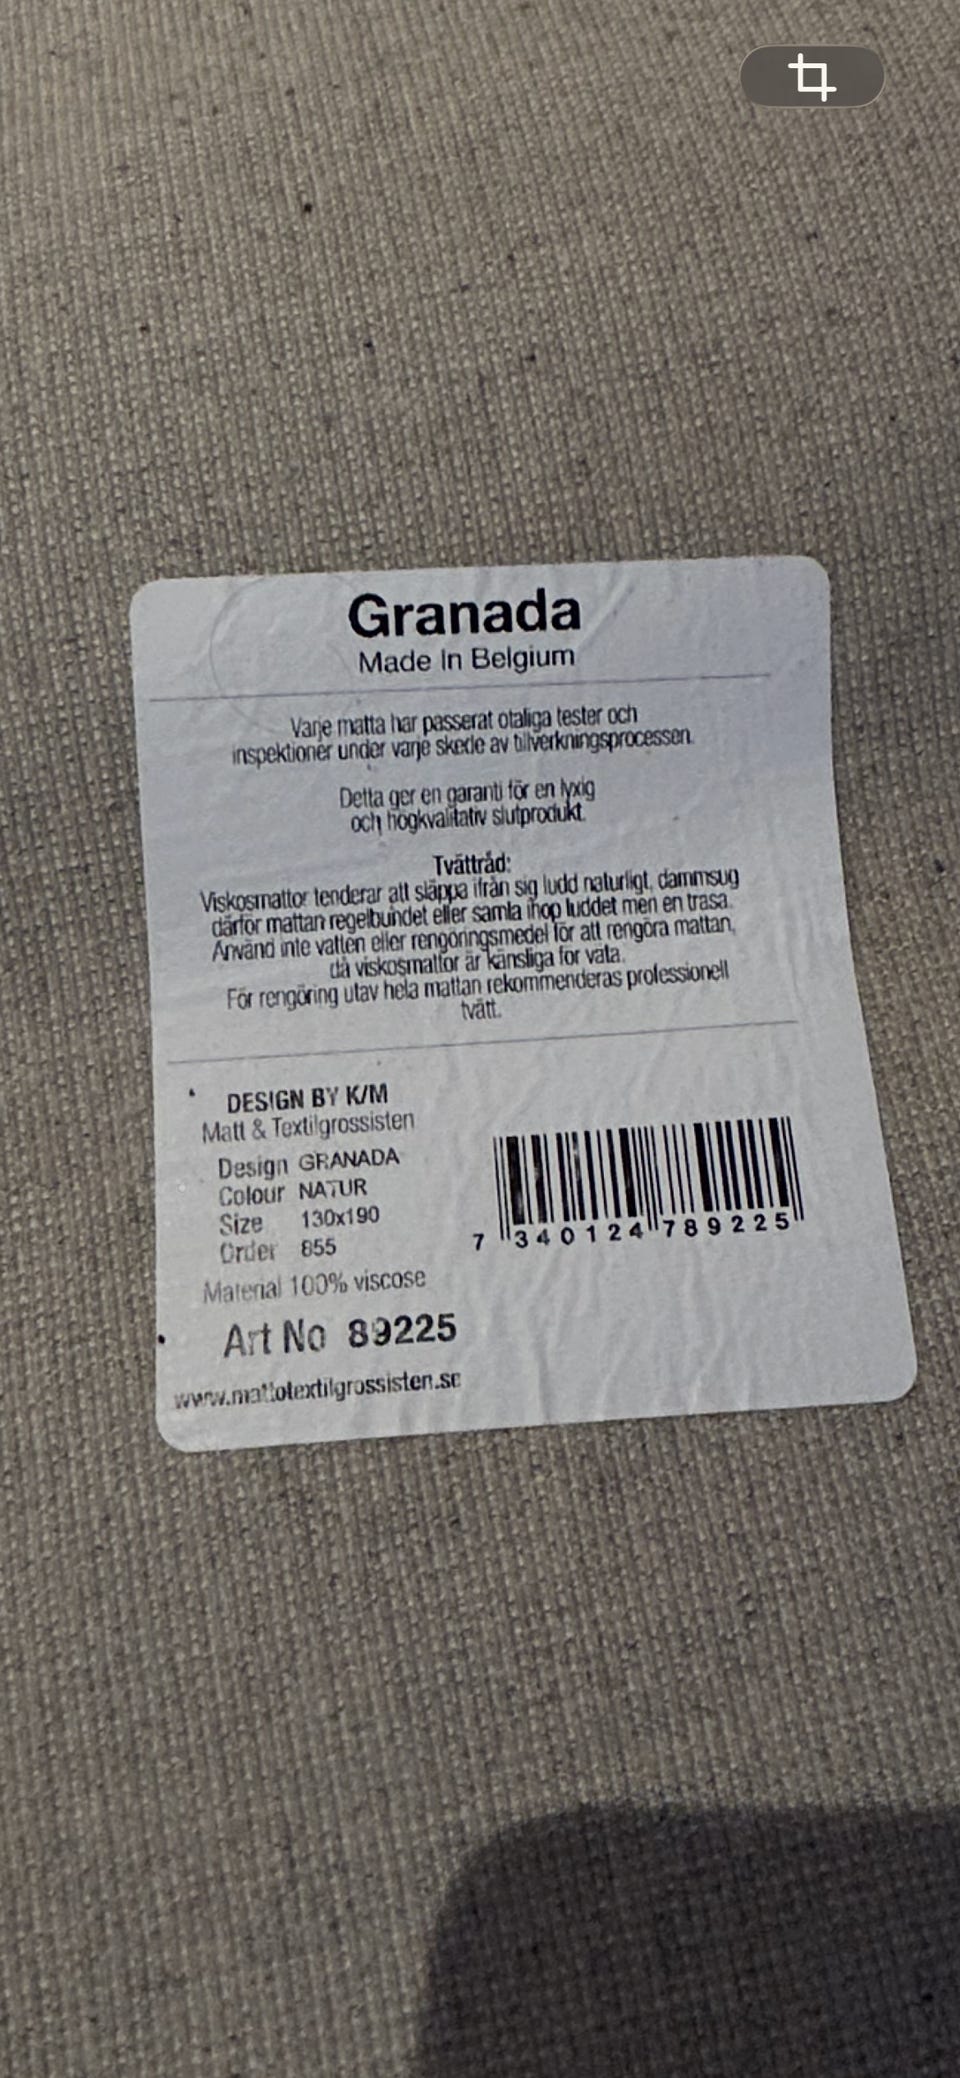 Granada
Made In Belgium
Varje matta har passerat otaliga tester och
inspektioner under varje skede av tillverkningsprocessen.
Detta ger en garanti för en lyxig
och högkvalitativ slutprodukt.
Tvättråd:
Viskosmattor tenderar att släppa ifrån sig ludd naturligt, dammsug
därför mattan regelbundet eller samla ihop luddet men en trasa.
Använd inte vatten eller rengöringsmedel för att rengöra mattan,
då viskosmattor är känsliga för väta.
För rengöring utav hela mattan rekommenderas professionell
tvätt.
DESIGN BY K/M
Matt & Textilgrossisten
Design GRANADA
Colour NATUR
Size 130x190
Order 855
Material 100% viscose
Art No 89225
www.mattotextilgrossisten.se
7 340124 789225